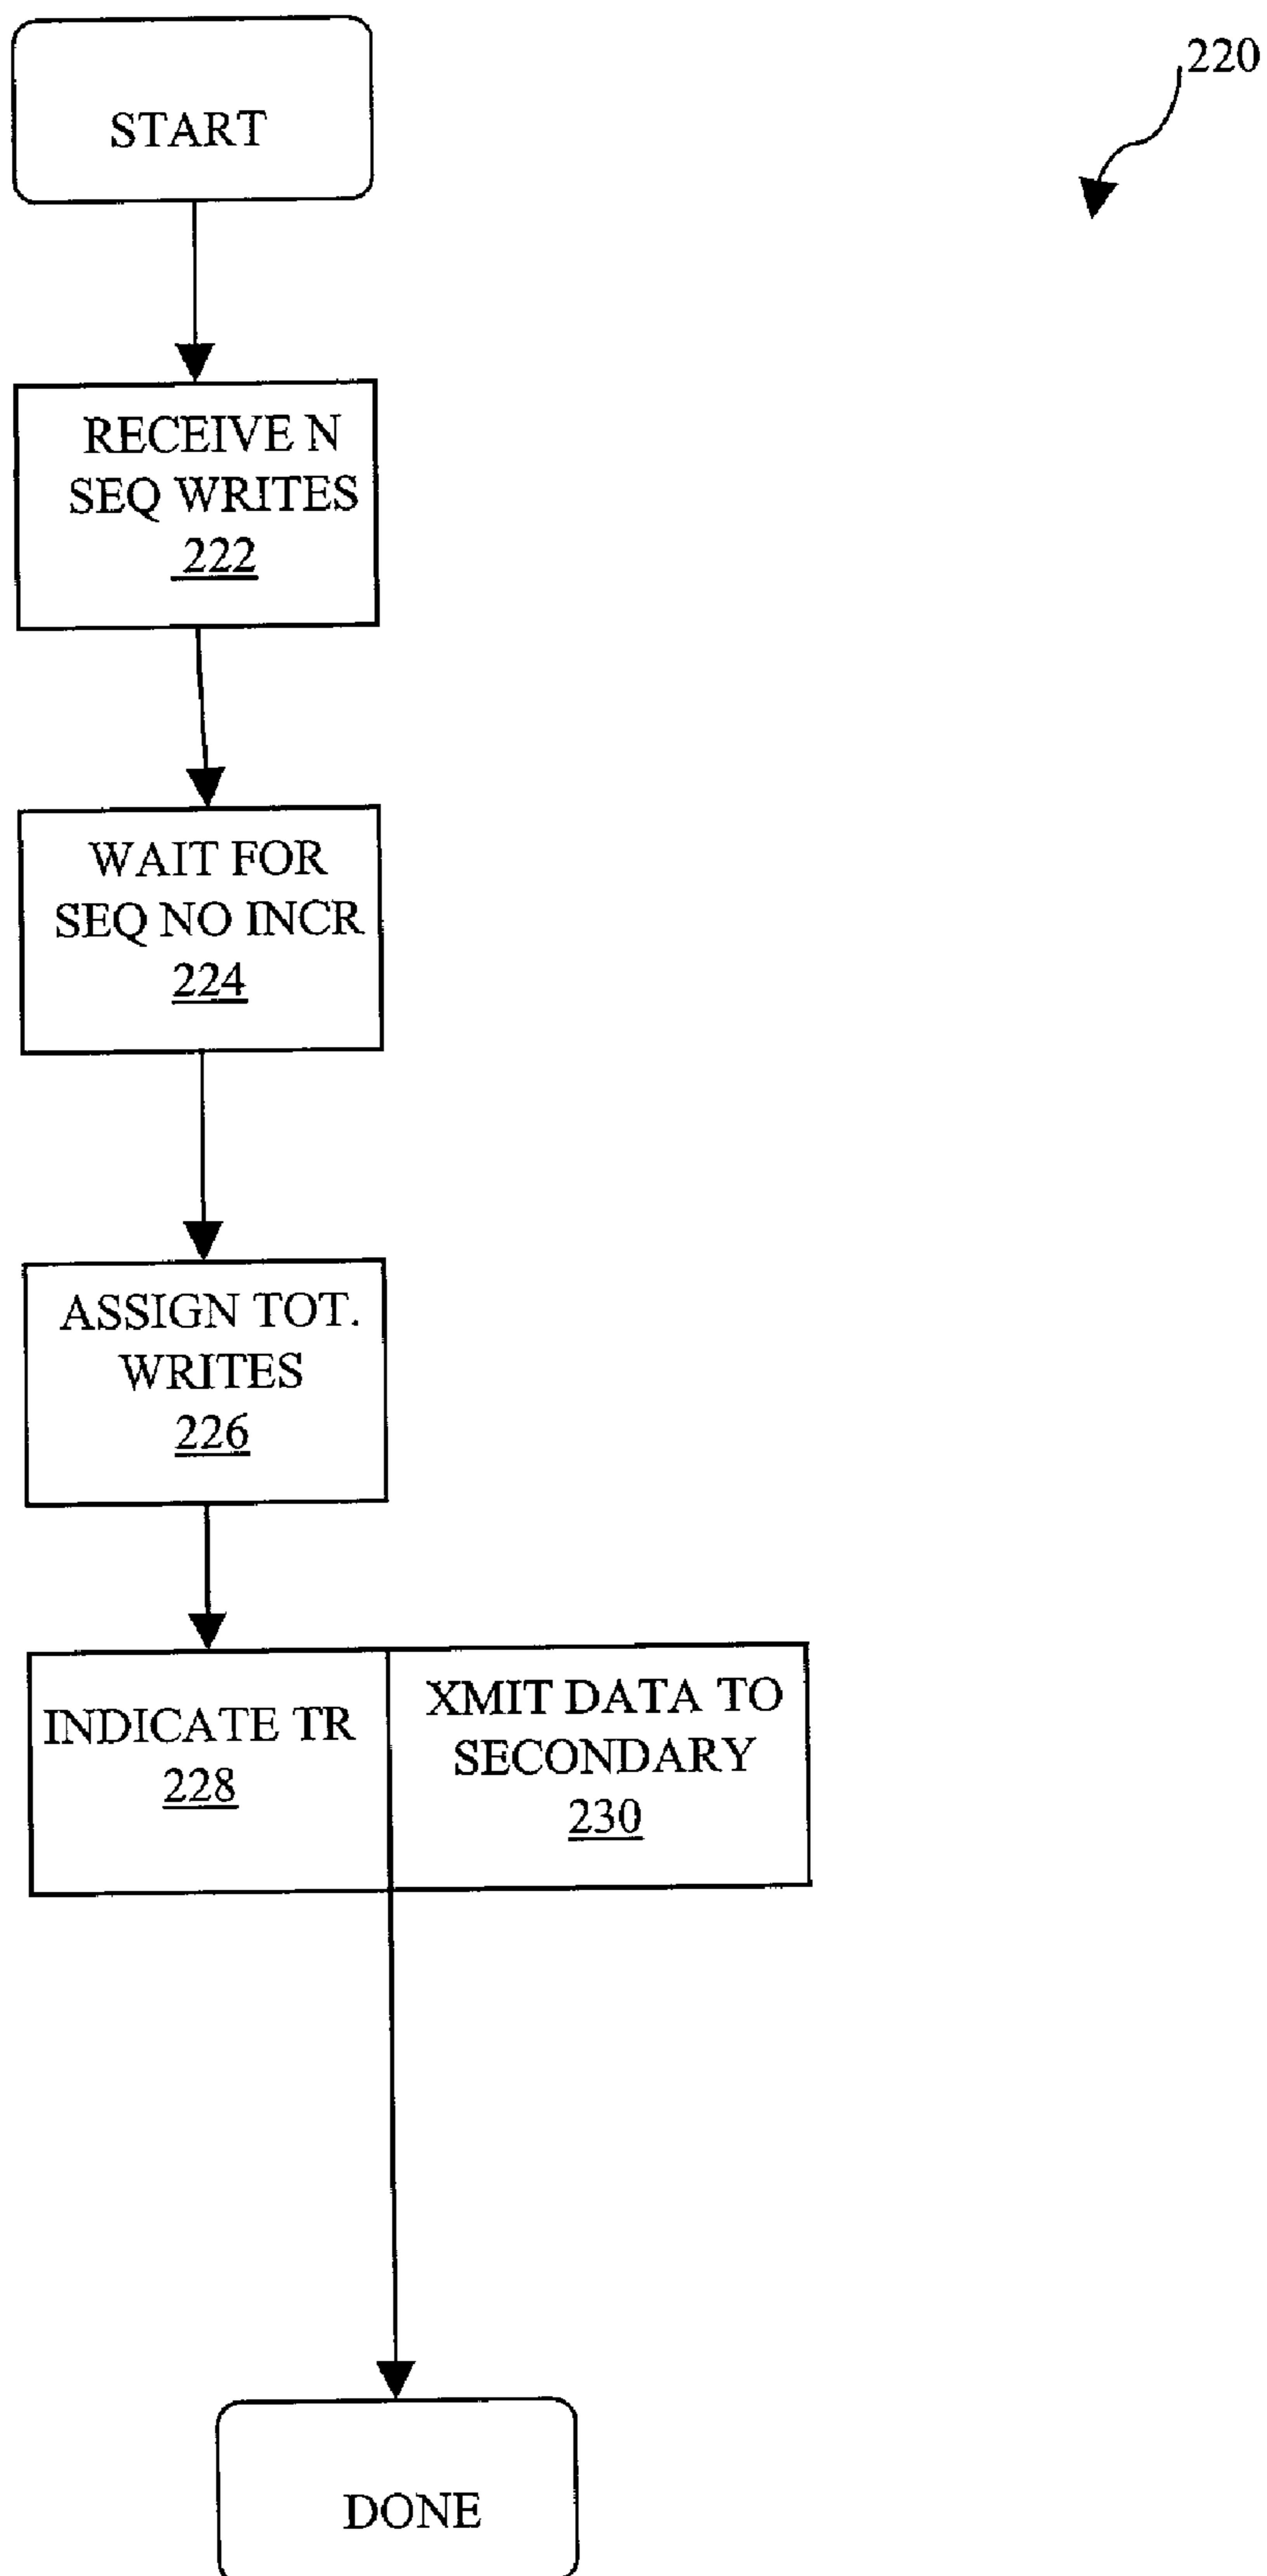 220
START
RECEIVE N
SEQ WRITES
222
WAIT FOR
SEQ NO INCR
224
ASSIGN TOT.
WRITES
226
INDICATE TR
228
XMIT DATA TO
SECONDARY
230
DONE